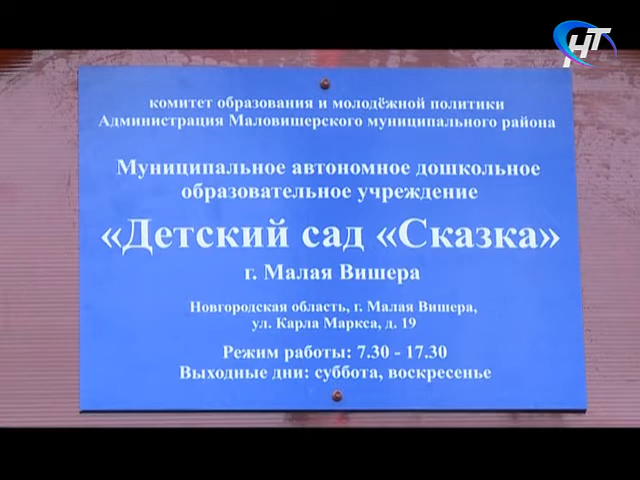 НТ
комитет образования и молодёжной политики
Администрация Маловишерского муниципального района
Муниципальное автономное дошкольное
образовательное учреждение
«Детский сад «Сказка»
г. Малая Вишера
Новгородская область, г. Малая Вишера,
ул. Карла Маркса, д. 19
Режим работы: 7.30 - 17.30
Выходные дни: суббота, воскресенье